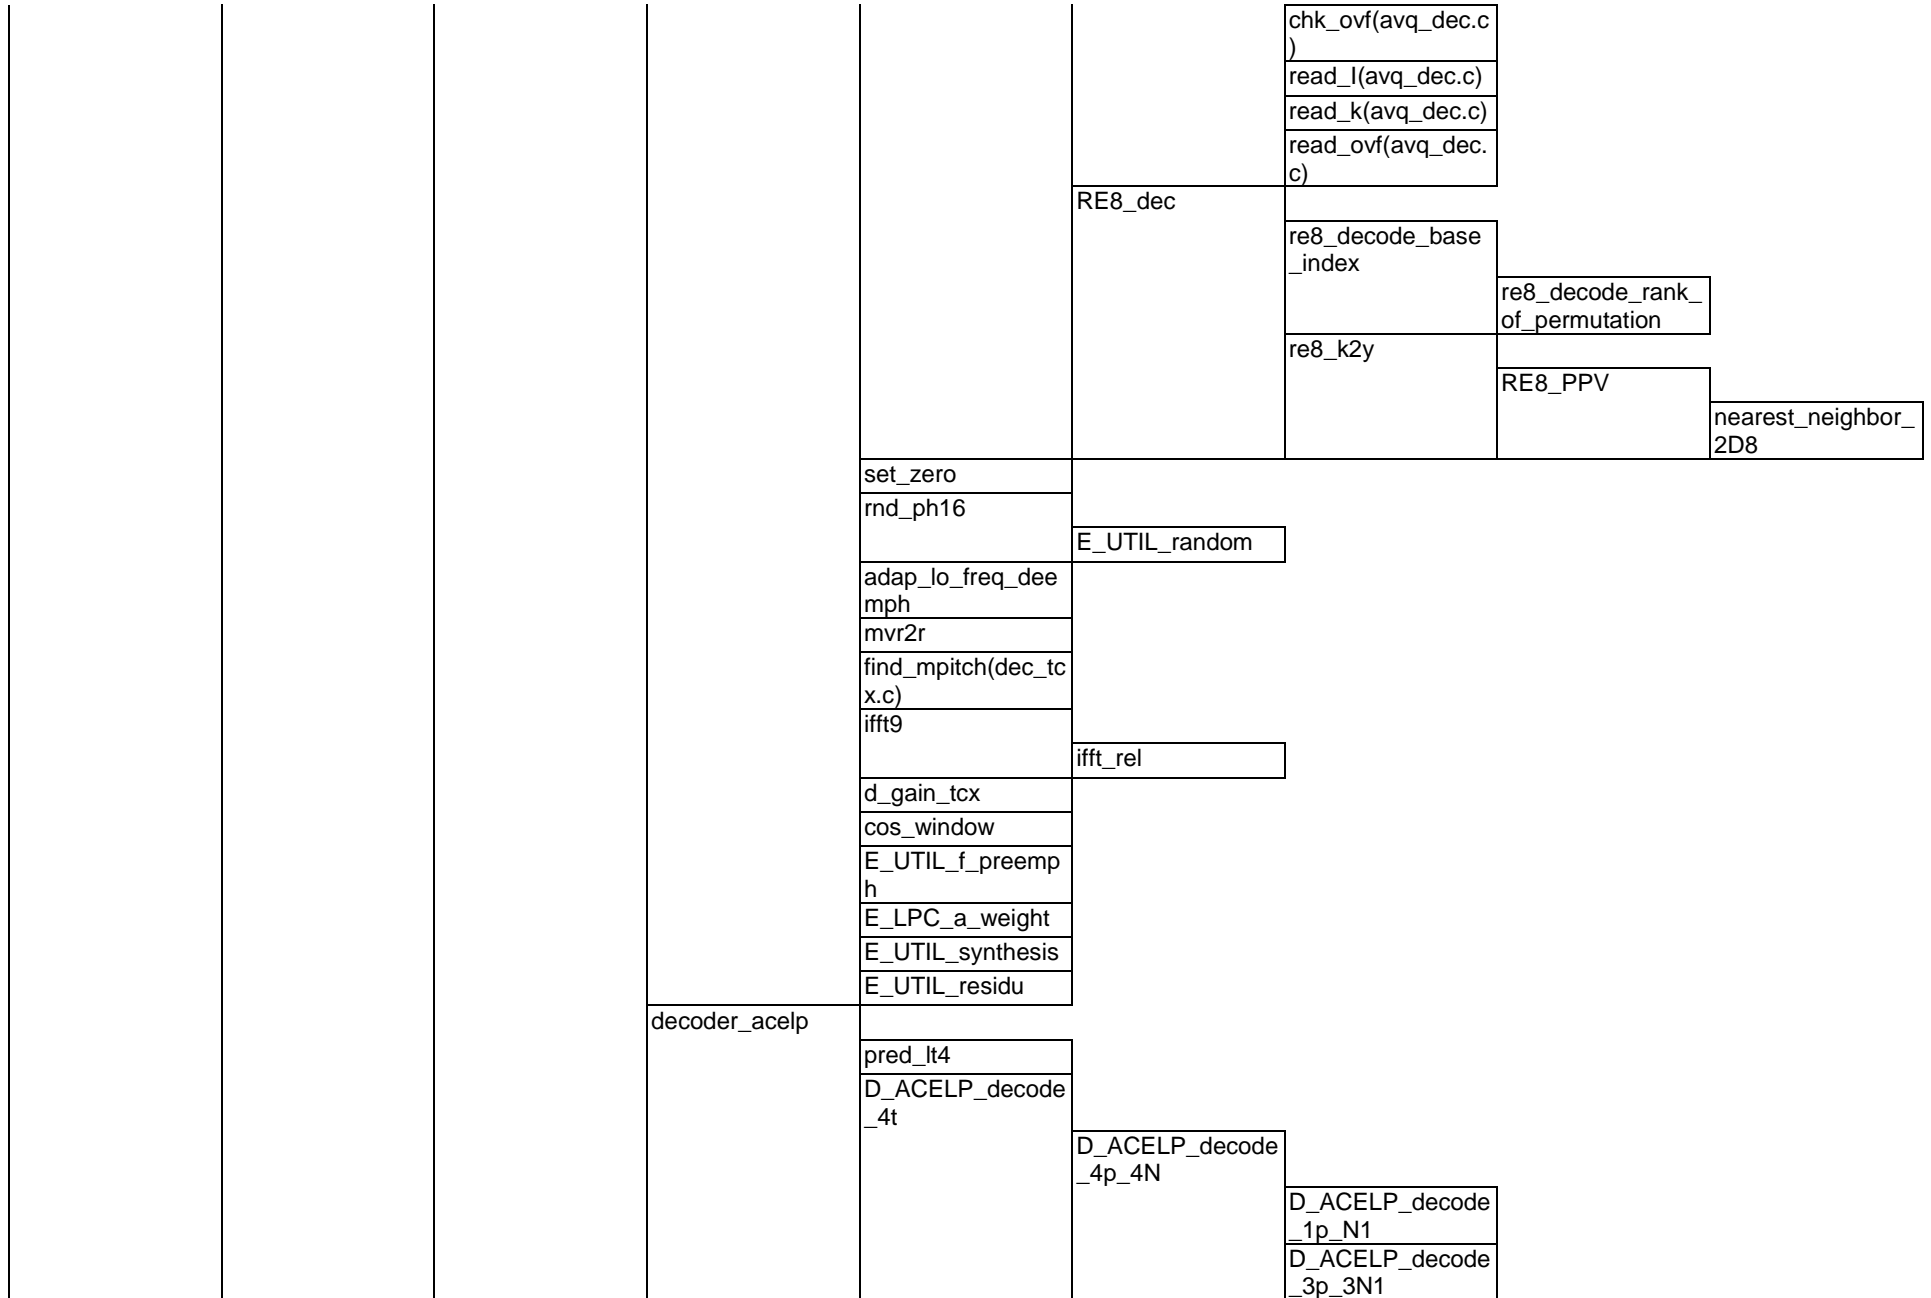 chk_ovf(avq_dec.c
)
read_l(avq_dec.c)
read_k(avq_dec.c)
read_ovf(avq_dec.
c)
RE8_dec
re8_decode_base
_index
re8_decode_rank_
of_permutation
re8_k2y
RE8_PPV
nearest_neighbor_
2D8
set_zero
rnd_ph16
E_UTIL_random
adap_lo_freq_dee
mph
mvr2r
find_mpitch(dec_tc
x.c)
ifft9
ifft_rel
d_gain_tcx
cos_window
E_UTIL_f_preemp
h
E_LPC_a_weight
E_UTIL_synthesis
E_UTIL_residu
decoder_acelp
pred_lt4
D_ACELP_decode
_4t
D_ACELP_decode
_4p_4N
D_ACELP_decode
_1p_N1
D_ACELP_decode
_3p_3N1